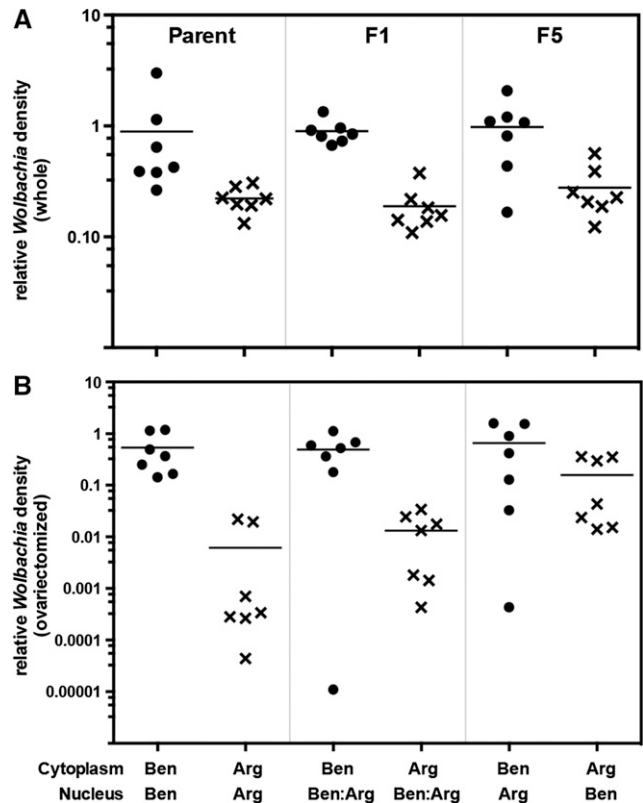 A
Parent F1 F5
10
1
0.10
relative Wolbachia density
(whole)
B
10
1
0.1
0.01
0.001
0.0001
0.00001
relative Wolbachia density
(ovariectomized)
Cytoplasm Ben Arg Ben Arg Ben Arg
Nucleus Ben Arg Ben:Arg Ben:Arg Arg Ben